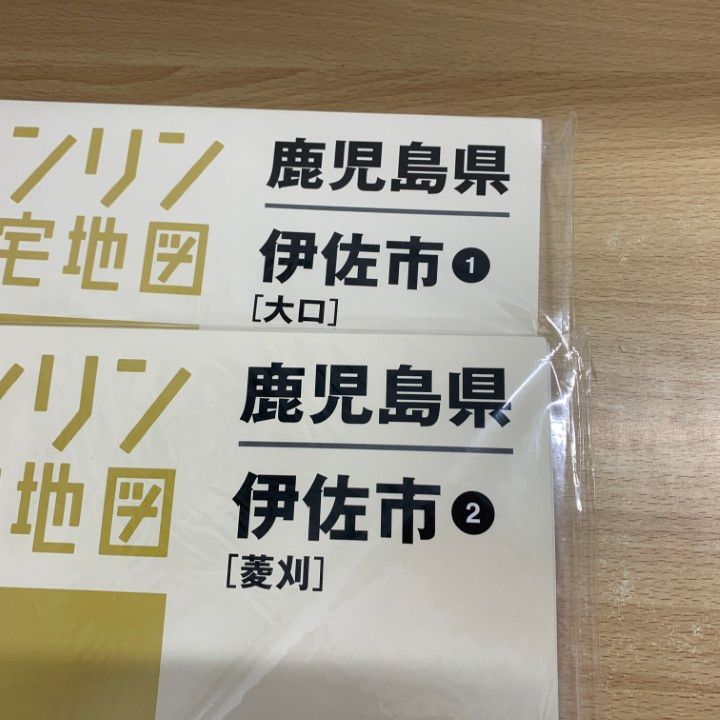 ンリン
宅地図
鹿児島県
伊佐市 1
[大口]
ンリン
地図
鹿児島県
伊佐市 2
[菱刈]